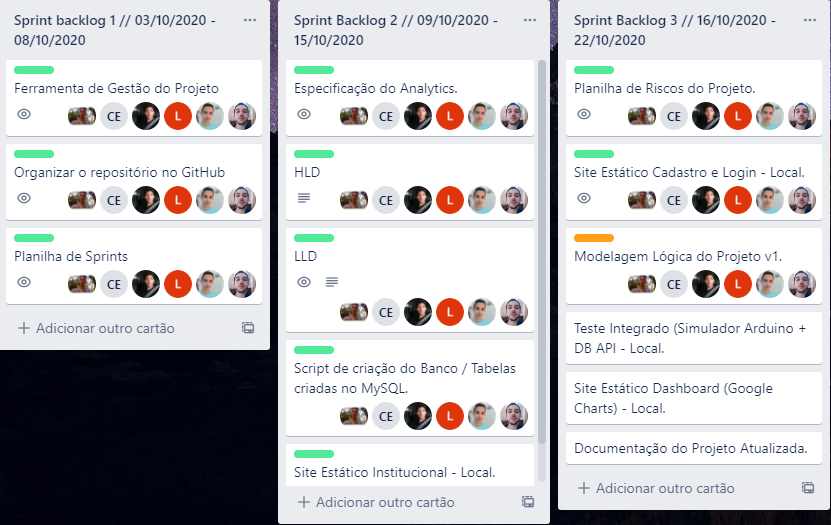 Sprint backlog 1 // 03/10/2020 -
08/10/2020
...
Ferramenta de Gestão do Projeto
CE
L
Organizar o repositório no GitHub
CE
L
Planilha de Sprints
CE
L
+ Adicionar outro cartão
Sprint Backlog 2 // 09/10/2020 -
15/10/2020
...
Especificação do Analytics.
CE
L
HLD
CE
L
LLD
CE
L
Script de criação do Banco / Tabelas
criadas no MySQL.
CE
L
Site Estático Institucional - Local.
+ Adicionar outro cartão
Sprint Backlog 3 // 16/10/2020 -
22/10/2020
...
Planilha de Riscos do Projeto.
CE
L
Site Estático Cadastro e Login - Local.
CE
L
Modelagem Lógica do Projeto v1.
CE
L
Teste Integrado (Simulador Arduino +
DB API - Local.
Site Estático Dashboard (Google
Charts) - Local.
Documentação do Projeto Atualizada.
+ Adicionar outro cartão